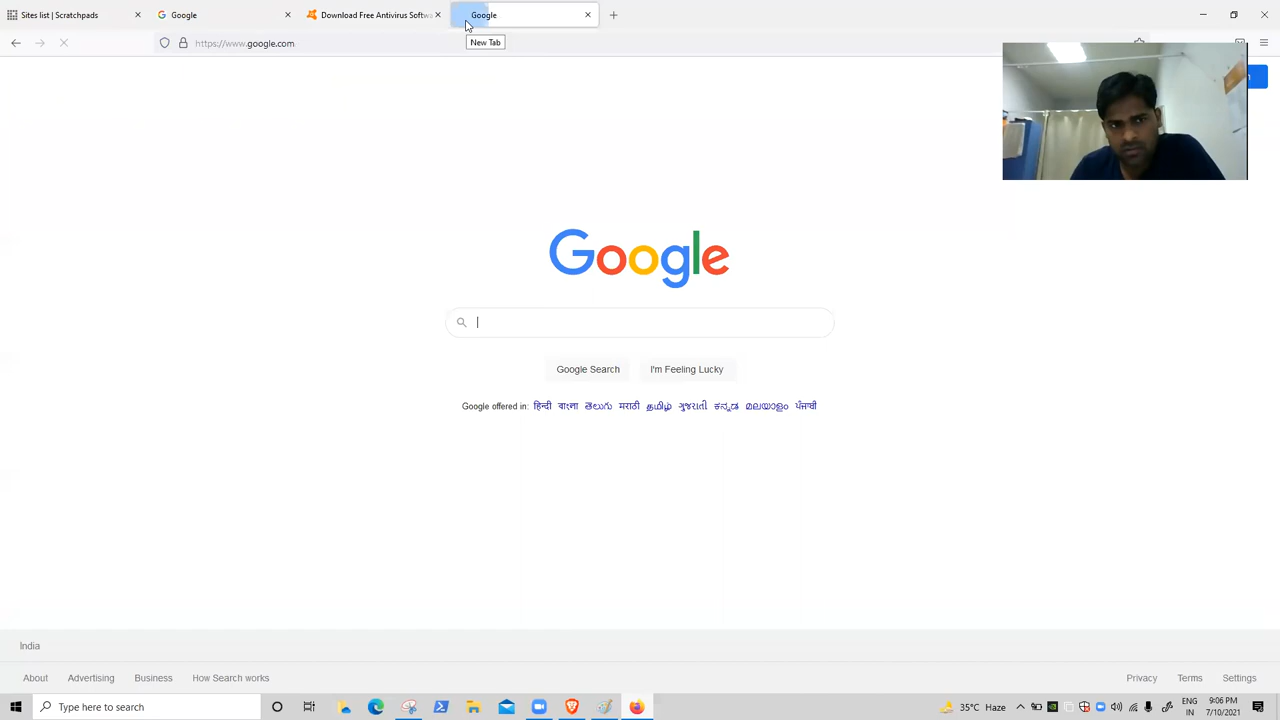 Sites list | Scratchpads
Google
Download Free Antivirus Softwa
Google
https://www.google.com
New Tab
Google
Google Search
I'm Feeling Lucky
Google offered in: हिन्दी বাংলা తెలుగు मराठी தமிழ் ગુજરાતી ಕನ್ನಡ മലയാളം ਪੰਜਾਬੀ
India
About Advertising Business How Search works
Privacy Terms Settings
Type here to search
35°C Haze
ENG
IN
9:06 PM
7/10/2021